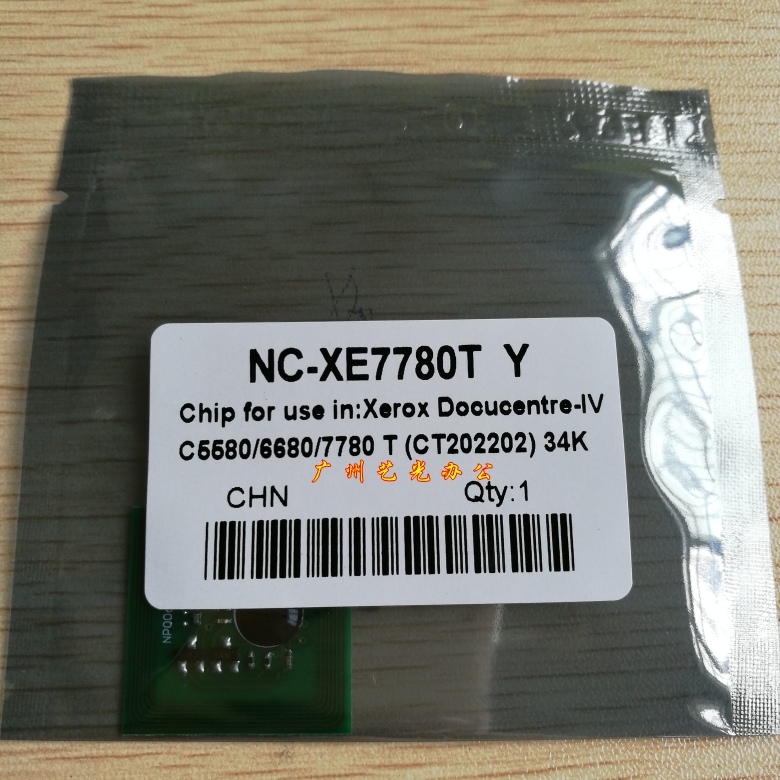 NC-XE7780T Y
Chip for use in:Xerox Docucentre-IV
C5580/6680/7780 T (CT202202) 34K
广州艺光办公
CHN Qty:1